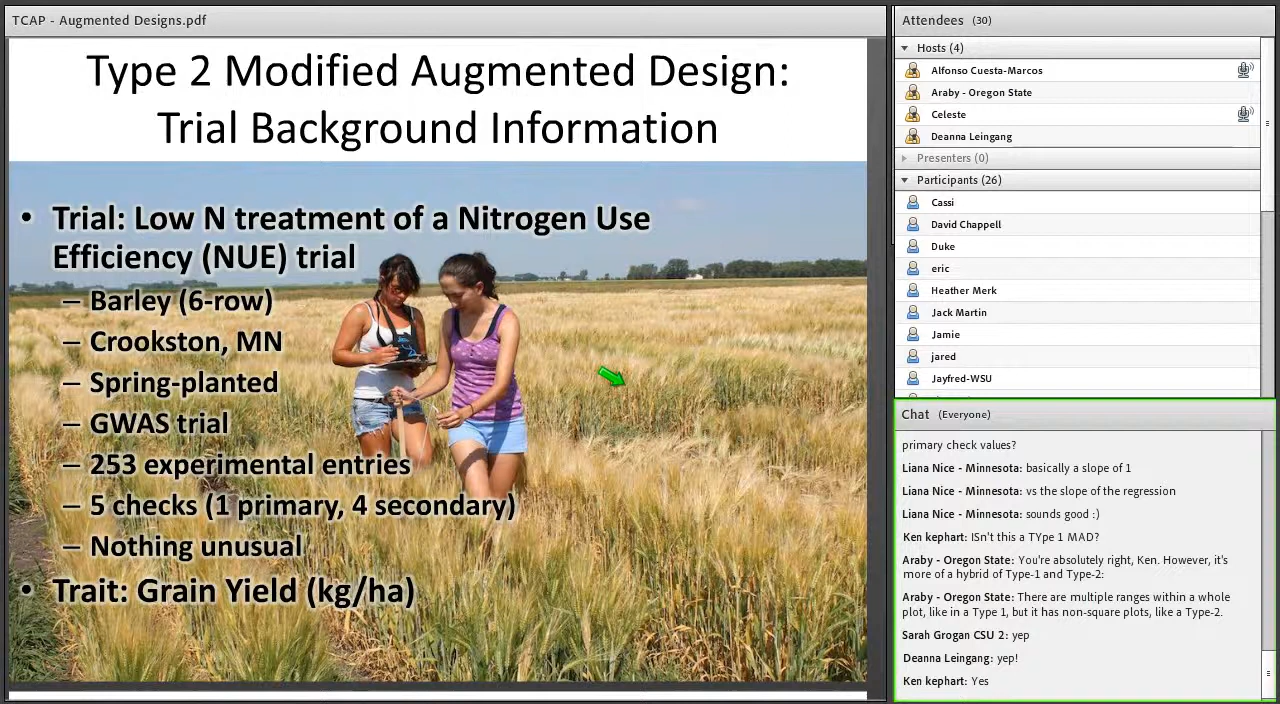 TCAP - Augmented Designs.pdf
Type 2 Modified Augmented Design:
Trial Background Information
• Trial: Low N treatment of a Nitrogen Use
Efficiency (NUE) trial
– Barley (6-row)
– Crookston, MN
– Spring-planted
– GWAS trial
– 253 experimental entries
– 5 checks (1 primary, 4 secondary)
– Nothing unusual
• Trait: Grain Yield (kg/ha)
Attendees (30)
Hosts (4)
Alfonso Cuesta-Marcos
Araby - Oregon State
Celeste
Deanna Leingang
Presenters (0)
Participants (26)
Cassi
David Chappell
Duke
eric
Heather Merk
Jack Martin
Jamie
jared
Jayfred-WSU
Chat (Everyone)
primary check values?
Liana Nice - Minnesota: basically a slope of 1
Liana Nice - Minnesota: vs the slope of the regression
Liana Nice - Minnesota: sounds good :)
Ken kephart: ISn't this a TYpe 1 MAD?
Araby - Oregon State: You're absolutely right, Ken. However, it's
more of a hybrid of Type-1 and Type-2:
Araby - Oregon State: There are multiple ranges within a whole
plot, like in a Type 1, but it has non-square plots, like a Type-2.
Sarah Grogan CSU 2: yep
Deanna Leingang: yep!
Ken kephart: Yes